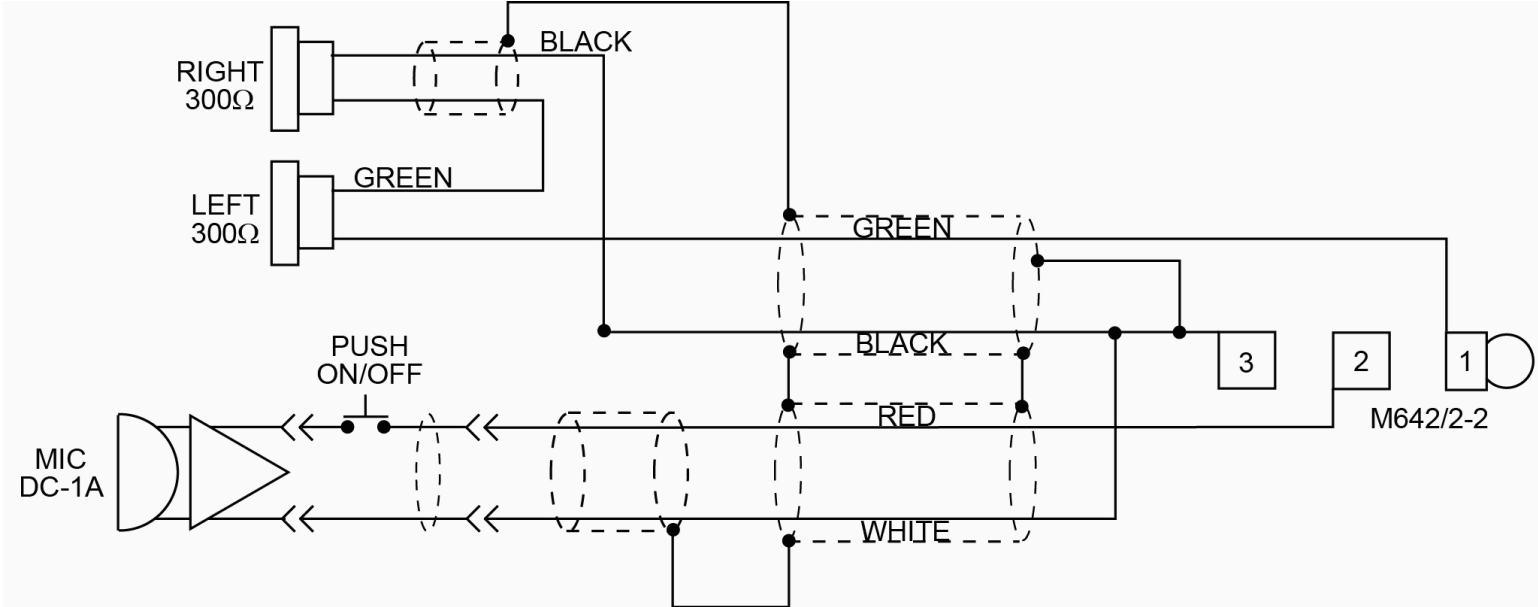 BLACK
RIGHT
300Ω
GREEN
LEFT
300Ω
GREEN
BLACK
PUSH
ON/OFF
3
2
1
M642/2-2
RED
MIC
DC-1A
WHITE